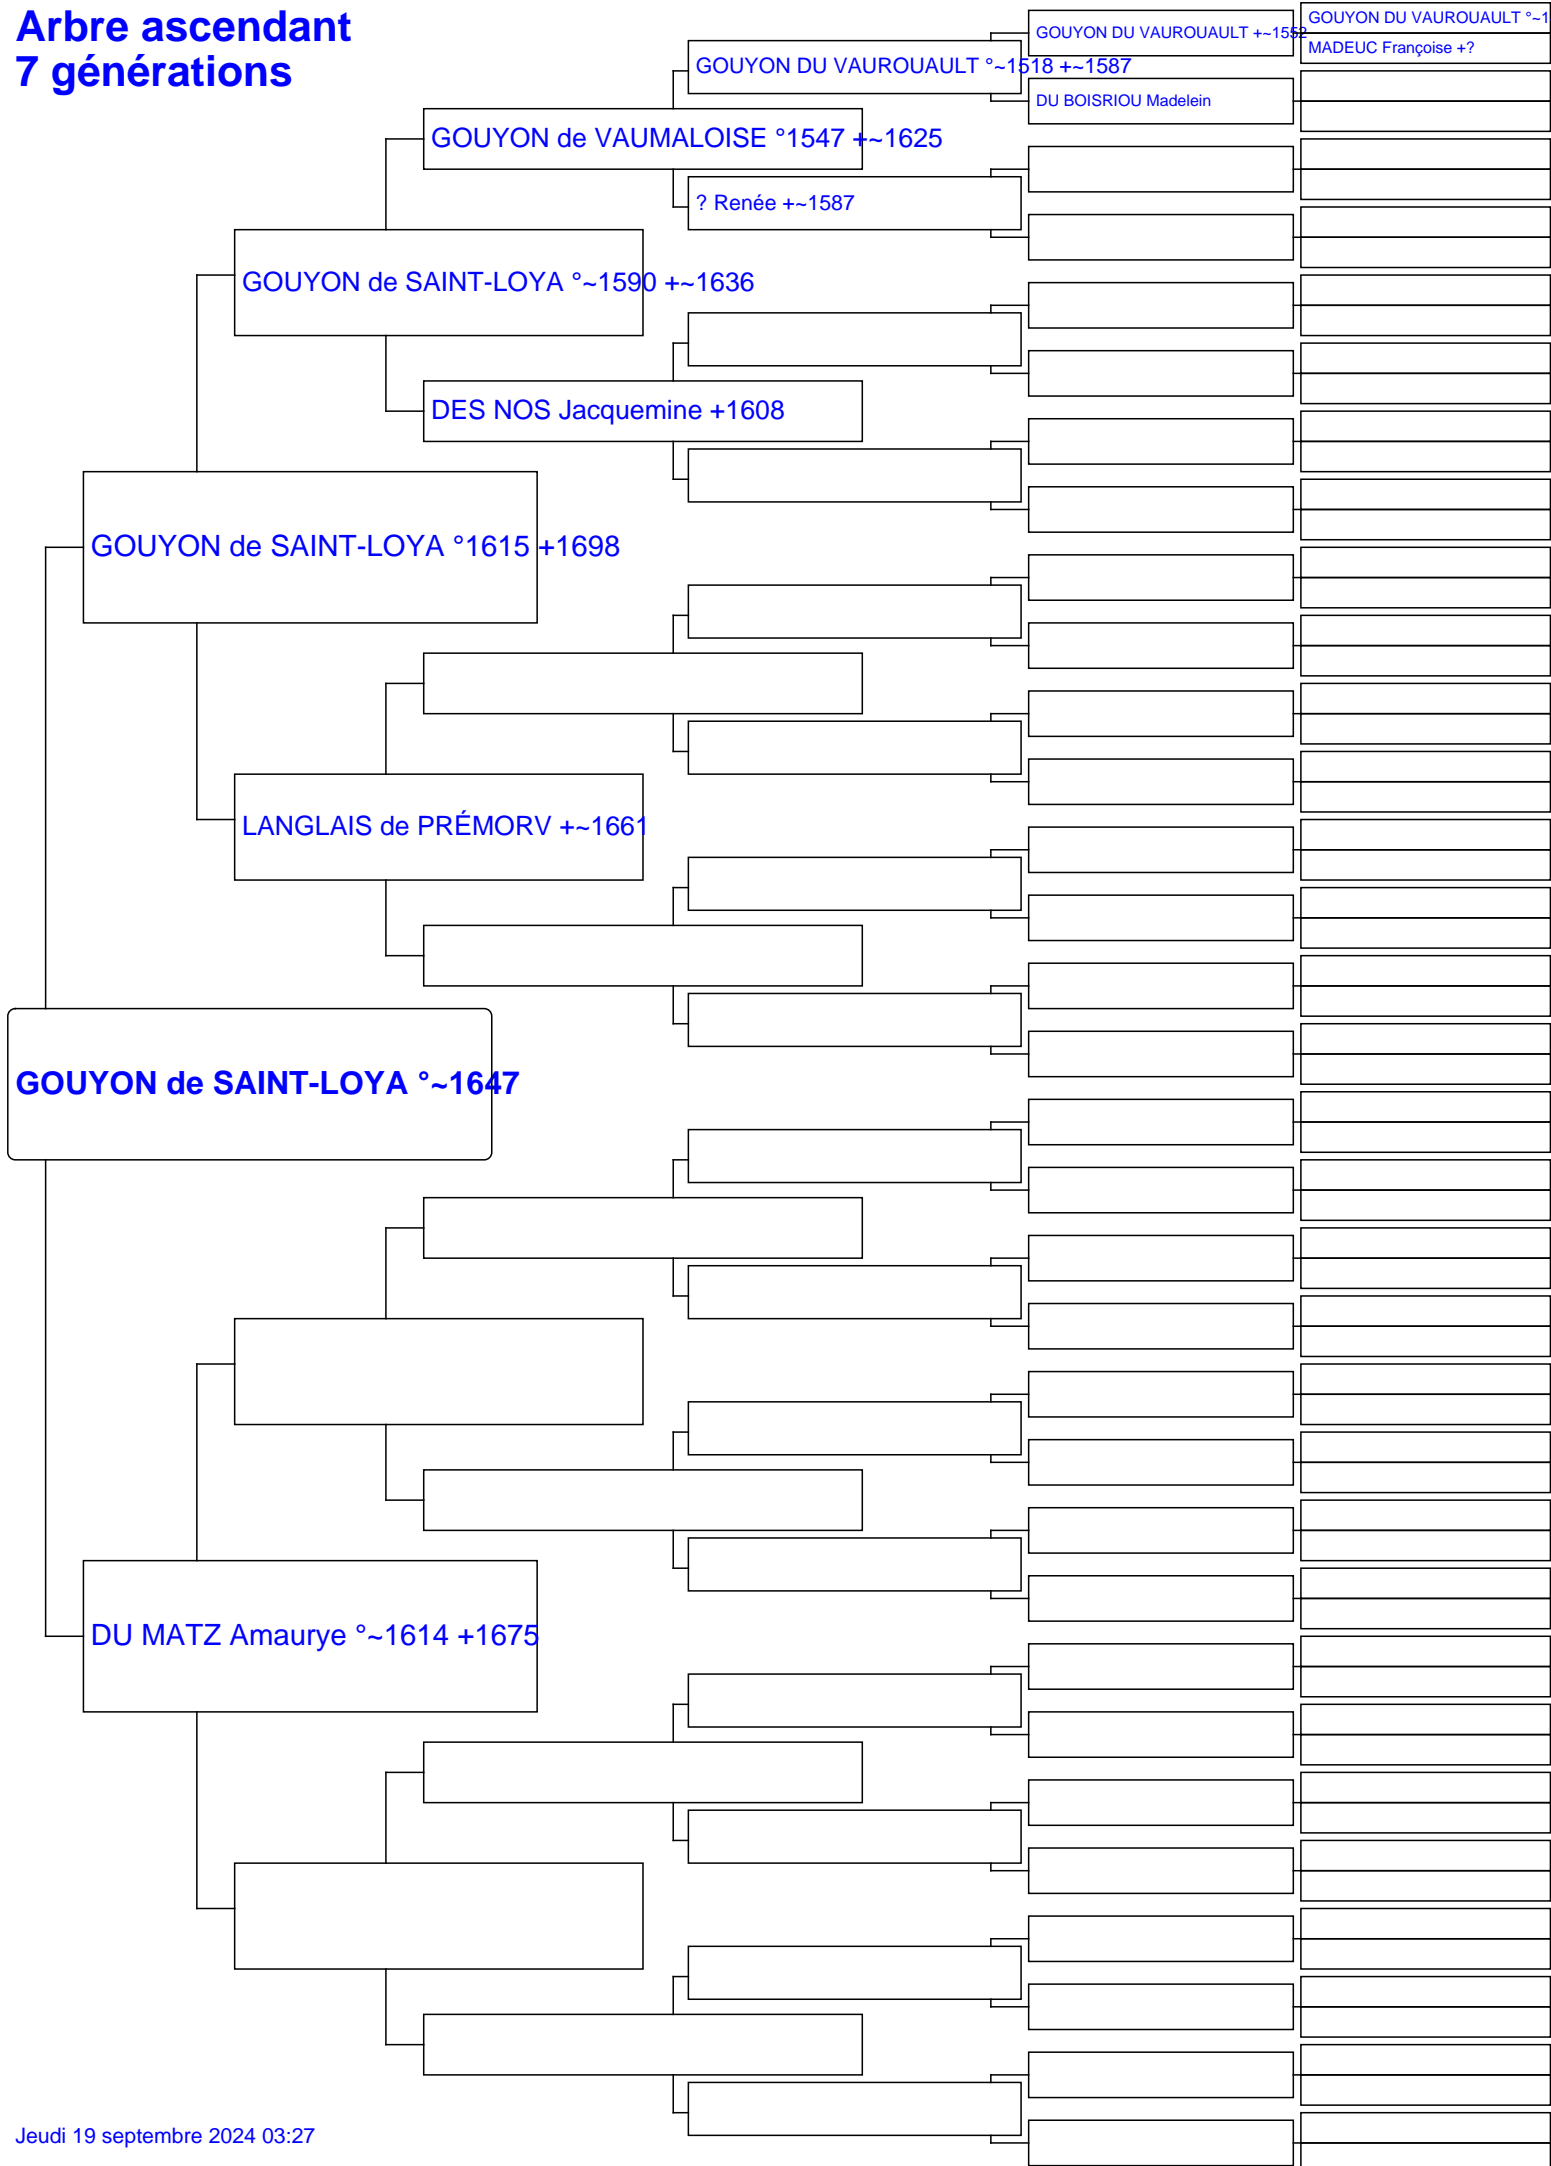 Arbre ascendant
7 générations
GOUYON DU VAUROUAULT °~1
MADEUC Françoise +?
GOUYON DU VAUROUAULT +~1552
GOUYON DU VAUROUAULT °~1518 +~1587
DU BOISRIOU Madelein
GOUYON de VAUMALOISE °1547 +~1625
? Renée +~1587
GOUYON de SAINT-LOYA °~1590 +~1636
DES NOS Jacquemine +1608
GOUYON de SAINT-LOYA °1615 +1698
LANGLAIS de PRÉMORV +~1661
GOUYON de SAINT-LOYA °~1647
DU MATZ Amaurye °~1614 +1675
Jeudi 19 septembre 2024 03:27